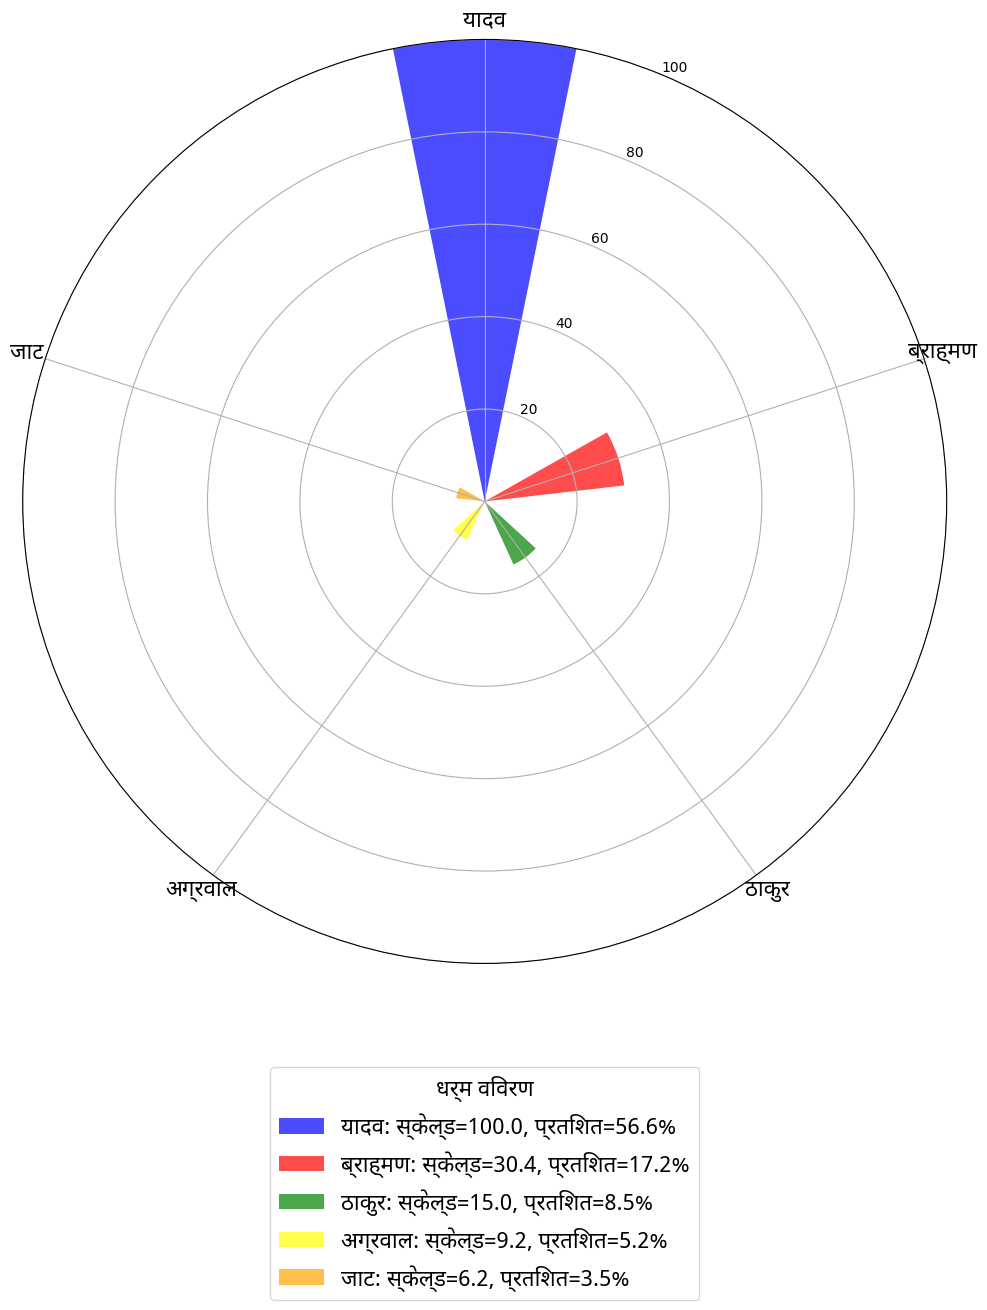 यादव
100
80
60
40
20
जाट
ब्राह्मण
अग्रवाल
ठाकुर
धर्म विवरण
यादव: स्केल्ड=100.0, प्रतिशत=56.6%
ब्राह्मण: स्केल्ड=30.4, प्रतिशत=17.2%
ठाकुर: स्केल्ड=15.0, प्रतिशत=8.5%
अग्रवाल: स्केल्ड=9.2, प्रतिशत=5.2%
जाट: स्केल्ड=6.2, प्रतिशत=3.5%